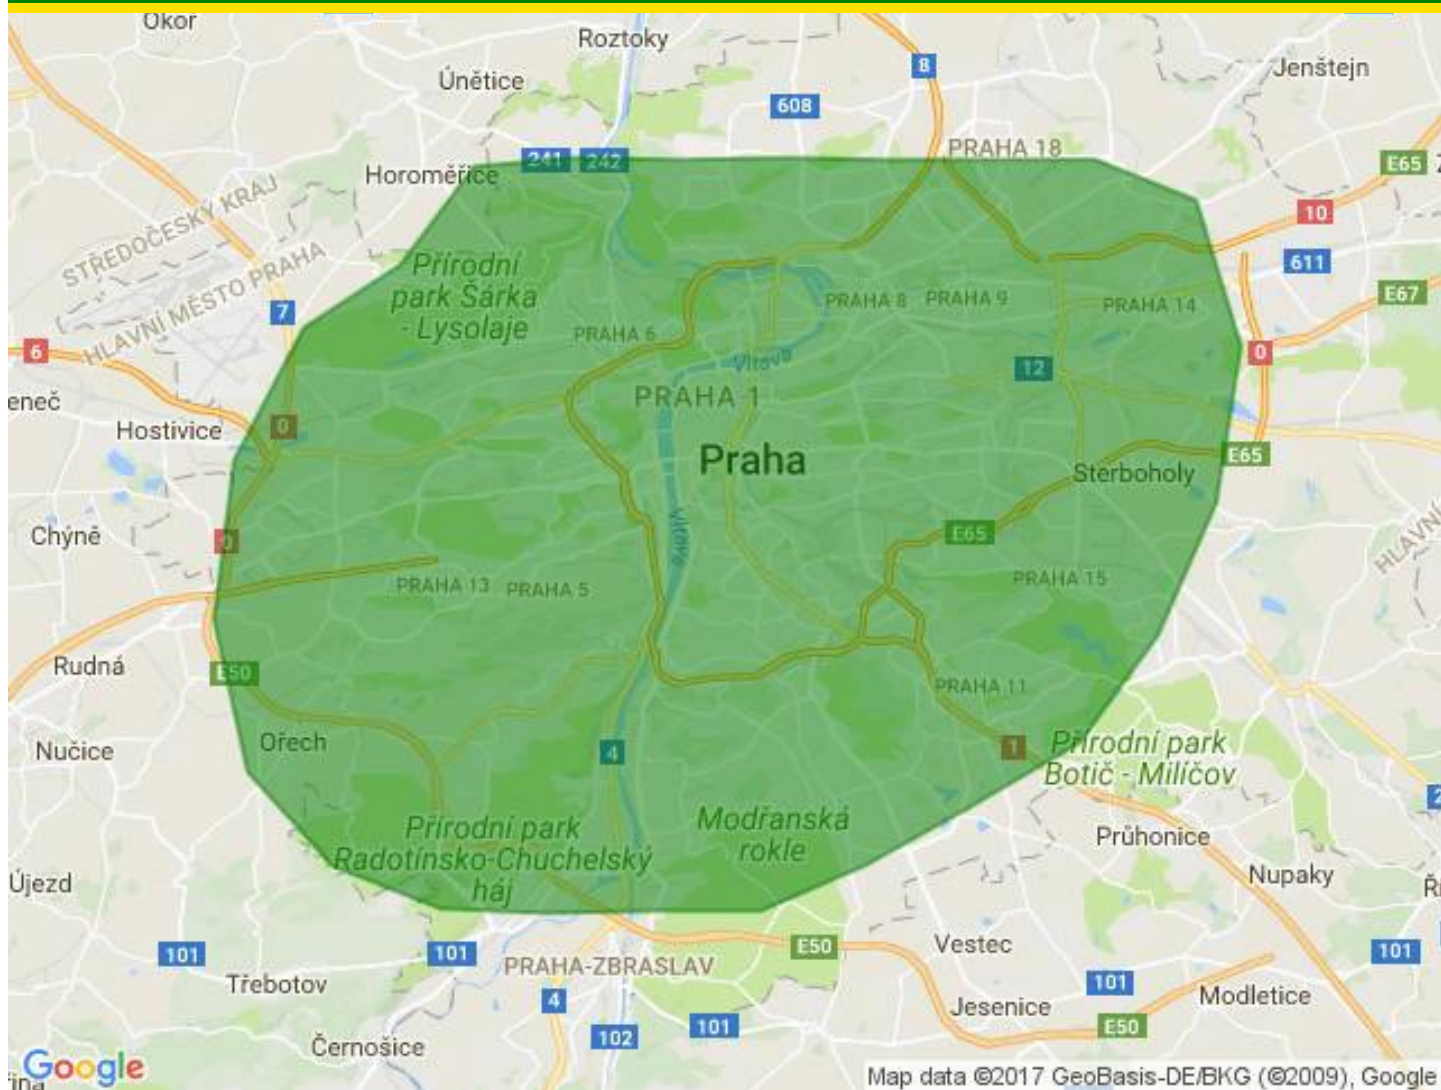 Okoř
Roztoky
8
Jenštejn
Únětice
608
PRAHA 18
241
242
E65
Horoměřice
STŘEDOČESKÝ KRAJ
10
HLAVNÍ MĚSTO PRAHA
611
Přírodní
park Šárka
- Lysolaje
7
E67
PRAHA 8
PRAHA 9
PRAHA 14
PRAHA 6
6
Vltava
0
12
eneč
PRAHA 1
Hostivice
0
Praha
E65
Sterboholy
Chýně
0
Vltava
E65
HLAVNÍ
PRAHA 13
PRAHA 5
PRAHA 15
Rudná
E50
PRAHA 11
Nučice
Ořech
4
1
Přírodní park
Botič - Milíčov
Přírodní park
Radotínsko-Chuchelský
háj
Modřanská
rokle
Průhonice
Újezd
Nupaky
101
101
PRAHA-ZBRASLAV
E50
Vestec
101
Třebotov
4
101
Modletice
Jesenice
Černošice
102
101
E50
Google
Map data ©2017 GeoBasis-DE/BKG (©2009), Google